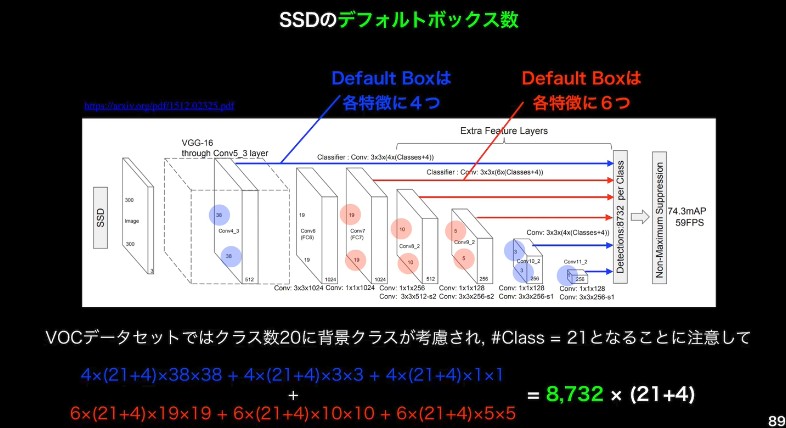 SSDのデフォルトボックス数
Default Boxは
各特徴に4つ
Default Boxは
各特徴に6つ
https://arxiv.org/pdf/1512.02325.pdf
Extra Feature Layers
VGG-16
through Conv5_3 layer
Classifier : Conv: 3x3x(4x(Classes+4))
Classifier : Conv: 3x3x(6x(Classes+4))
Conv: 3x3x(4x(Classes+4))
SSD
300
300
3
Image
38
38
Conv4_3
512
19
19
Conv6
(FC6)
1024
19
19
Conv7
(FC7)
1024
10
10
Conv8_2
512
5
5
Conv9_2
256
3
3
Conv10_2
256
Conv11_2
256
Conv: 3x3x1024
Conv: 1x1x1024
Conv: 1x1x256
Conv: 3x3x512-s2
Conv: 1x1x128
Conv: 3x3x256-s2
Conv: 1x1x128
Conv: 3x3x256-s1
Conv: 1x1x128
Conv: 3x3x256-s1
Detections:8732 per Class
Non-Maximum Suppression
74.3mAP
59FPS
VOCデータセットではクラス数20に背景クラスが考慮され, #Class = 21となることに注意して
4×(21+4)×38×38 + 4×(21+4)×3×3 + 4×(21+4)×1×1
+
6×(21+4)×19×19 + 6×(21+4)×10×10 + 6×(21+4)×5×5
= 8,732 × (21+4)
89